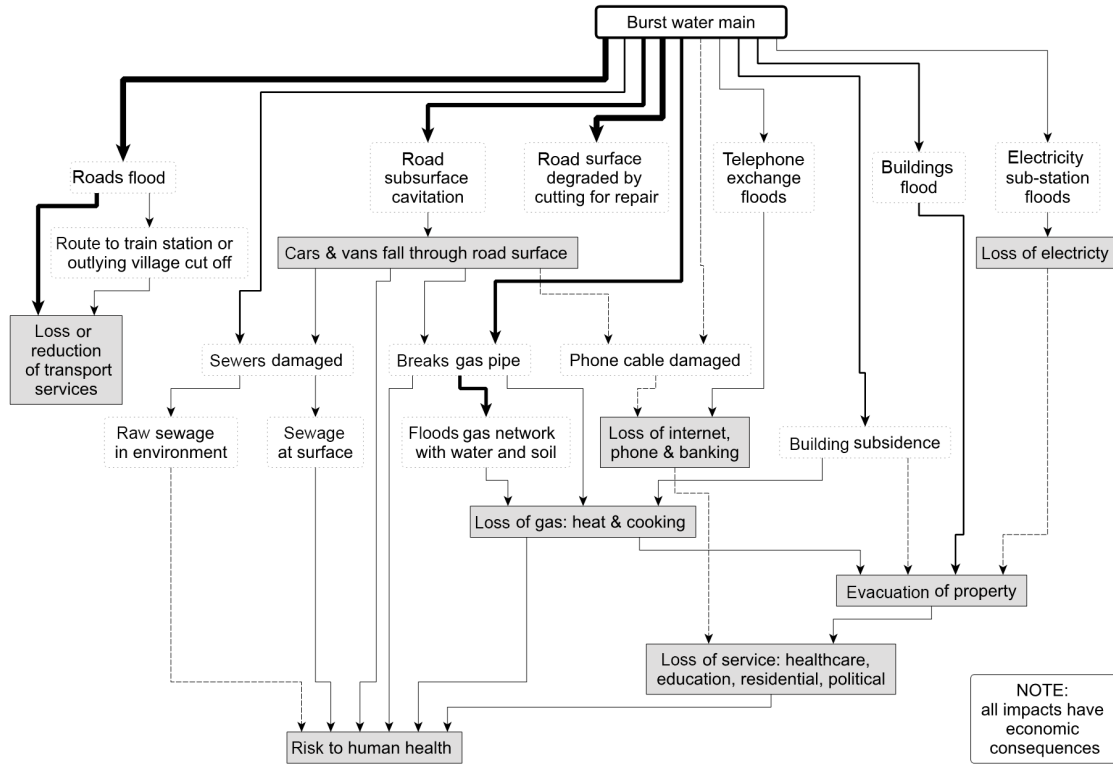 Burst water main
Roads flood
Road
subsurface
cavitation
Road surface
degraded by
cutting for repair
Telephone
exchange
floods
Buildings
flood
Electricity
sub-station
floods
Route to train station or
outlying village cut off
Cars & vans fall through road surface
Loss of electricty
Loss or
reduction
of transport
services
Sewers damaged
Breaks gas pipe
Phone cable damaged
Raw sewage
in environment
Sewage
at surface
Floods gas network
with water and soil
Loss of internet,
phone & banking
Building subsidence
Loss of gas: heat & cooking
Evacuation of property
Loss of service: healthcare,
education, residential, political
Risk to human health
NOTE:
all impacts have
economic
consequences